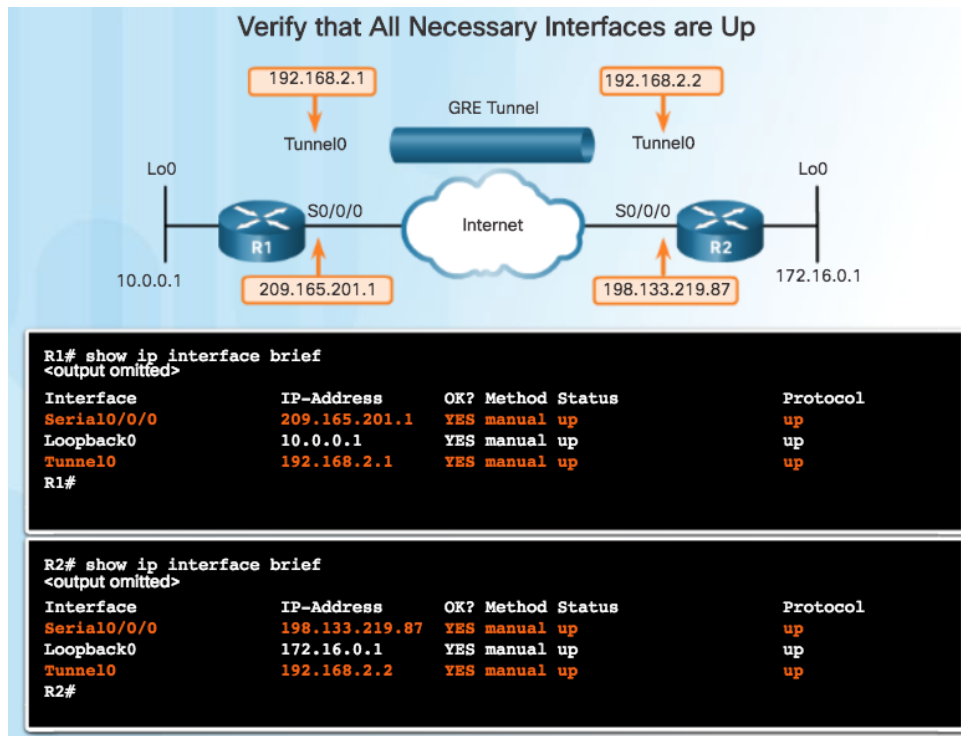 Verify that All Necessary Interfaces are Up
192.168.2.1
192.168.2.2
GRE Tunnel
Tunnel0
Tunnel0
Lo0
Lo0
S0/0/0
S0/0/0
Internet
R1
R2
10.0.0.1
172.16.0.1
209.165.201.1
198.133.219.87
R1# show ip interface brief
<output omitted>
Interface IP-Address OK? Method Status Protocol
Serial0/0/0 209.165.201.1 YES manual up up
Loopback0 10.0.0.1 YES manual up up
Tunnel0 192.168.2.1 YES manual up up
R1#
R2# show ip interface brief
<output omitted>
Interface IP-Address OK? Method Status Protocol
Serial0/0/0 198.133.219.87 YES manual up up
Loopback0 172.16.0.1 YES manual up up
Tunnel0 192.168.2.2 YES manual up up
R2#